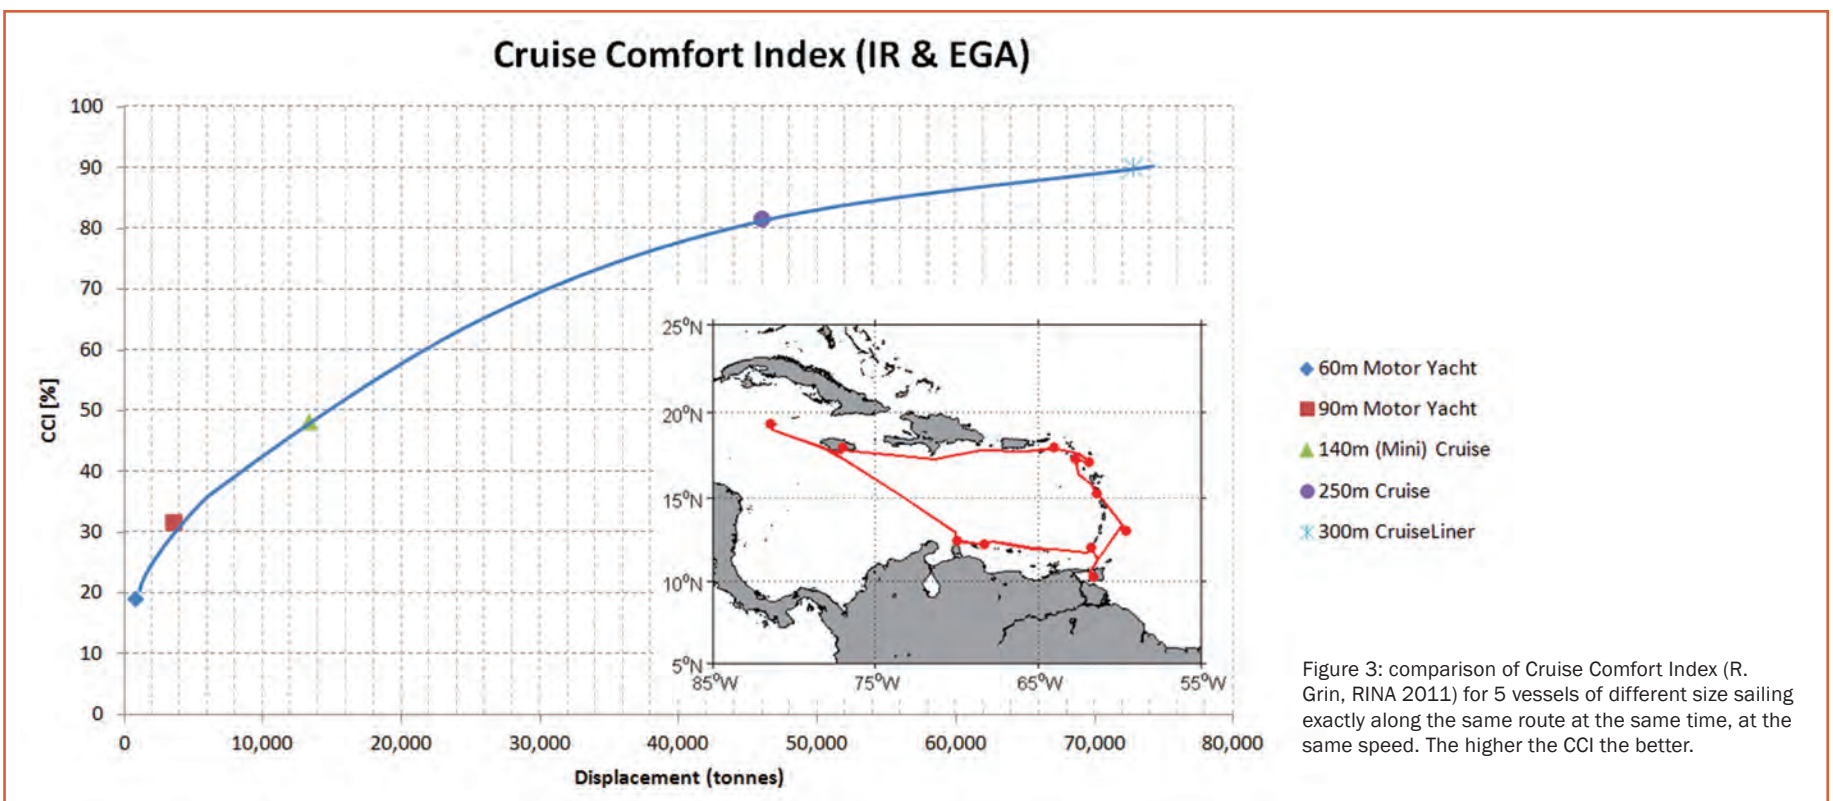 Cruise Comfort Index (IR & EGA)
100
90
80
70
60
50
40
30
20
10
0
CCI [%]
0
10,000
20,000
30,000
40,000
50,000
60,000
70,000
80,000
Displacement (tonnes)
25°N
20°N
15°N
10°N
5°N
85°W
75°W
65°W
55°W
60m Motor Yacht
90m Motor Yacht
140m (Mini) Cruise
250m Cruise
300m CruiseLiner
Figure 3: comparison of Cruise Comfort Index (R.
Grin, RINA 2011) for 5 vessels of different size sailing
exactly along the same route at the same time, at the
same speed. The higher the CCI the better.